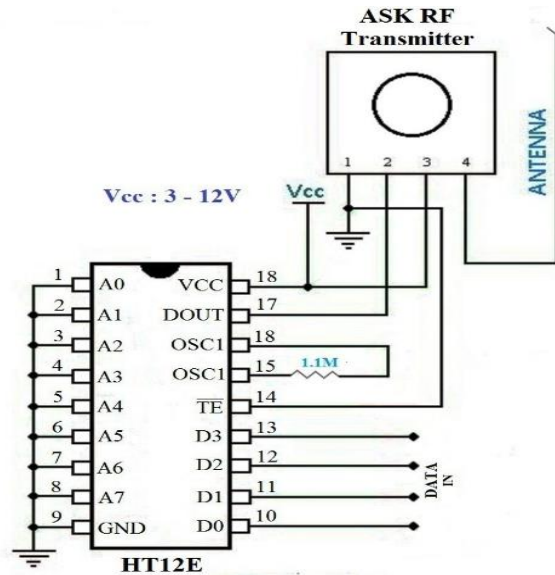 ASK RF
Transmitter
1 2 3 4
ANTENNA
Vcc : 3 - 12V
Vcc
1 A0 VCC 18
2 A1 DOUT 17
3 A2 OSC1 18
4 A3 OSC1 15 1.1M
5 A4 TE 14
6 A5 D3 13
7 A6 D2 12
8 A7 D1 11
9 GND D0 10
DATA
IN
HT12E